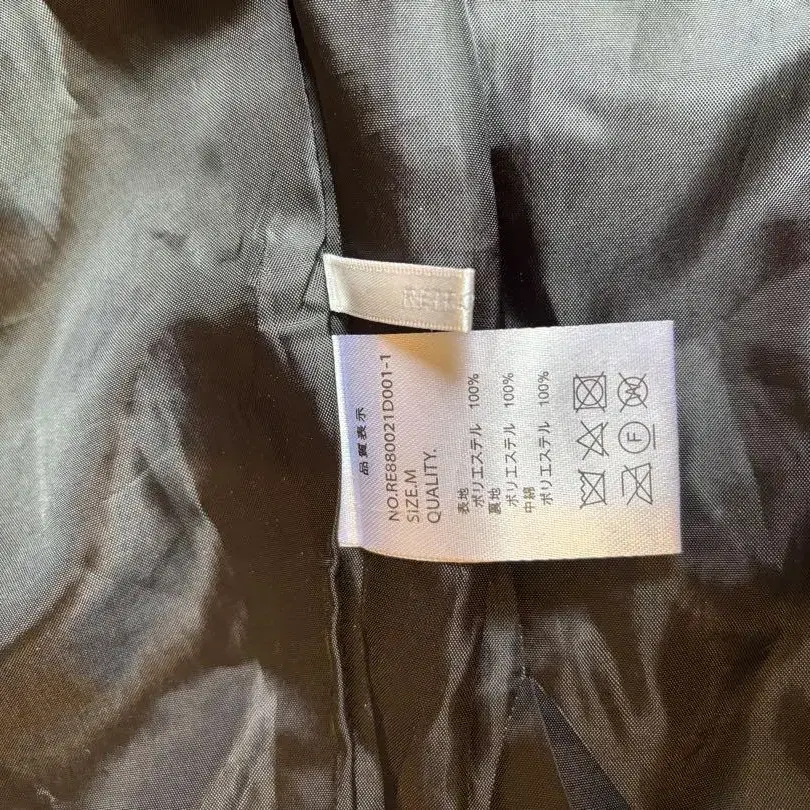 品質表示
NO.RE880021D001-1
SIZE.M
QUALITY.
表地
ポリエステル 100%
裏地
ポリエステル 100%
中綿
ポリエステル 100%
W
F